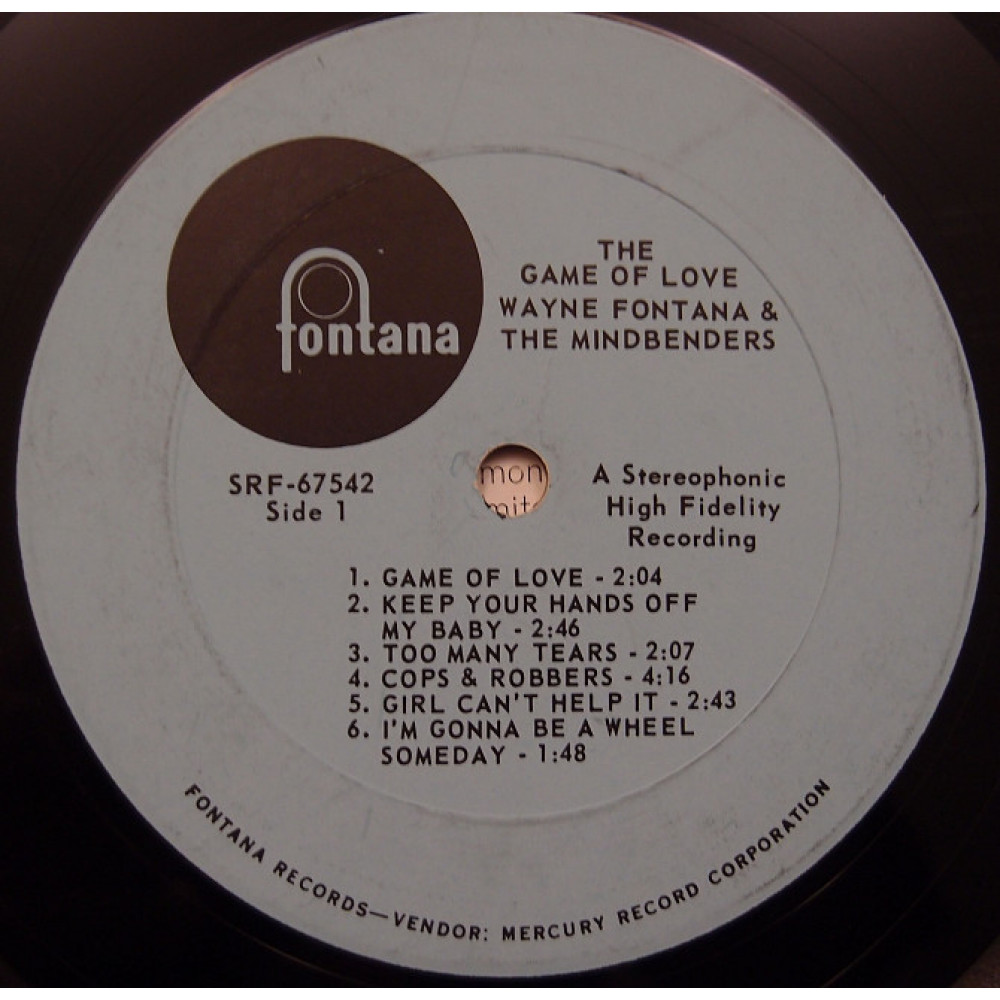 fontana
THE
GAME OF LOVE
WAYNE FONTANA &
THE MINDBENDERS
SRF-67542
Side 1
mon
A Stereophonic
High Fidelity
Recording
1. GAME OF LOVE - 2:04
2. KEEP YOUR HANDS OFF
MY BABY - 2:46
3. TOO MANY TEARS - 2:07
4. COPS & ROBBERS - 4:16
5. GIRL CAN'T HELP IT - 2:43
6. I'M GONNA BE A WHEEL
SOMEDAY - 1:48
FONTANA RECORDS—VENDOR: MERCURY RECORD CORPORATION